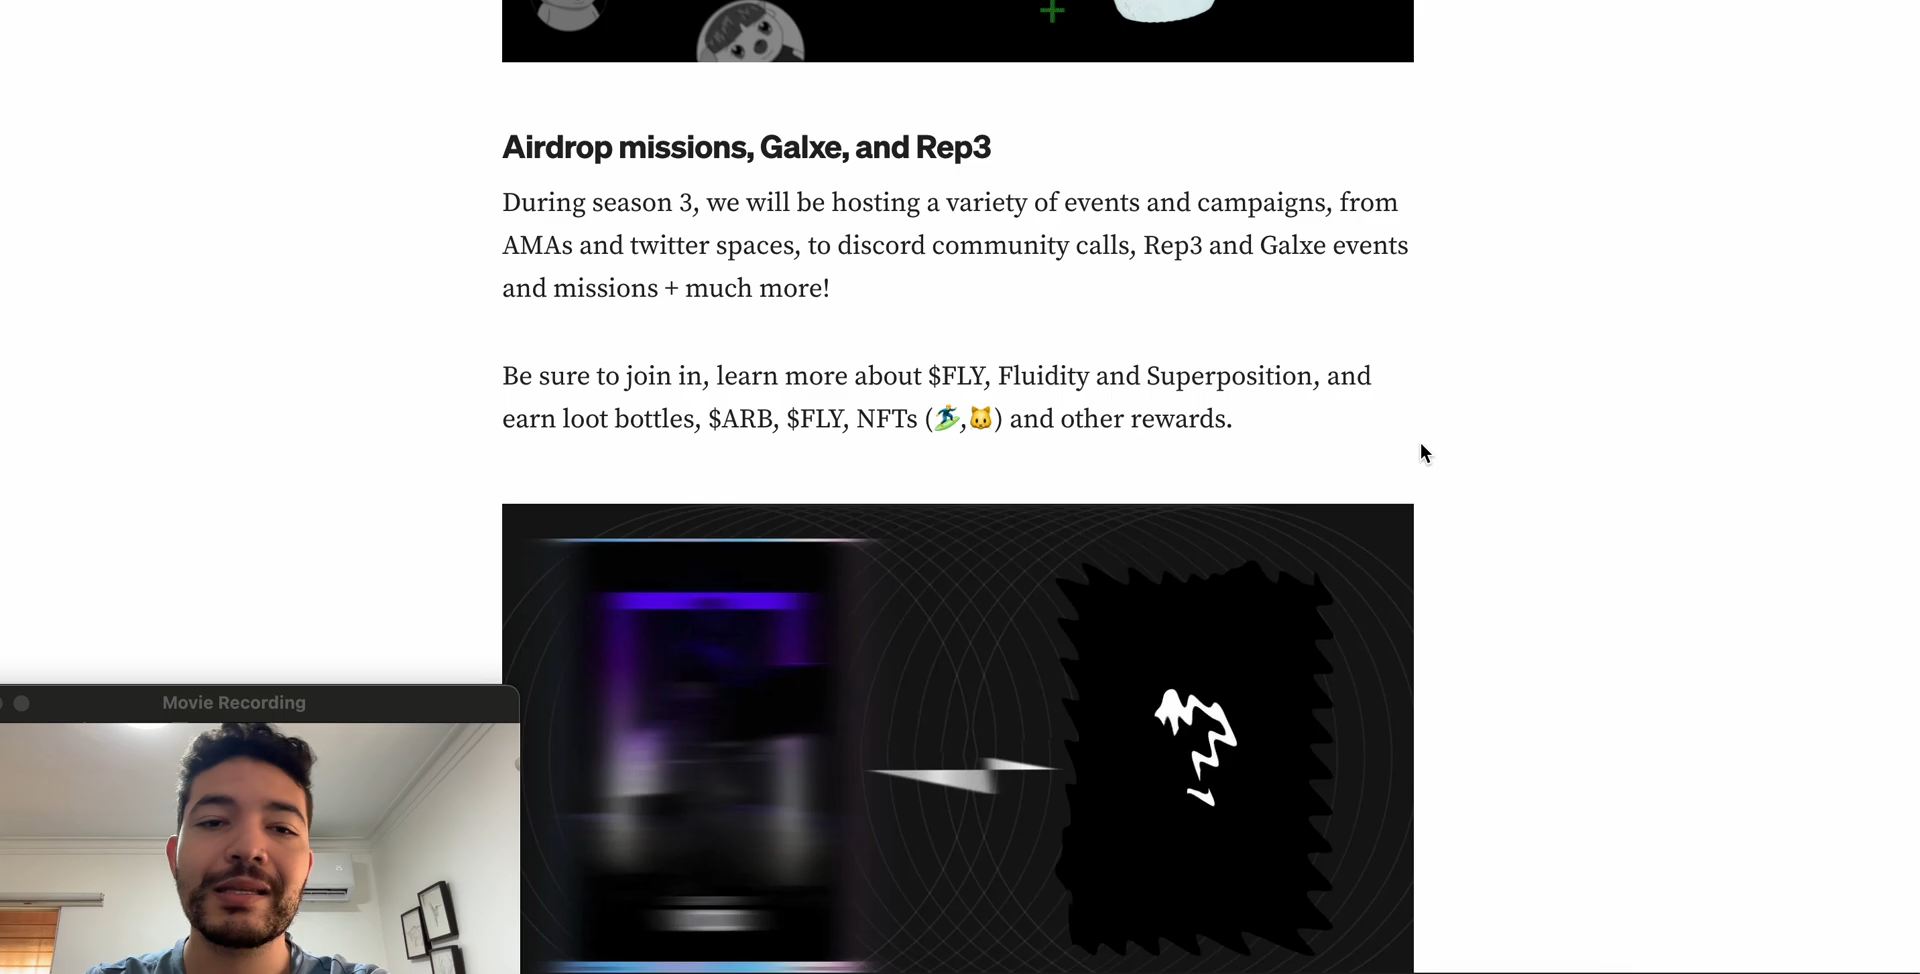 Airdrop missions, Galxe, and Rep3
During season 3, we will be hosting a variety of events and campaigns, from
AMAs and twitter spaces, to discord community calls, Rep3 and Galxe events
and missions + much more!
Be sure to join in, learn more about $FLY, Fluidity and Superposition, and
earn loot bottles, $ARB, $FLY, NFTs (🏄,🐱) and other rewards.
Movie Recording